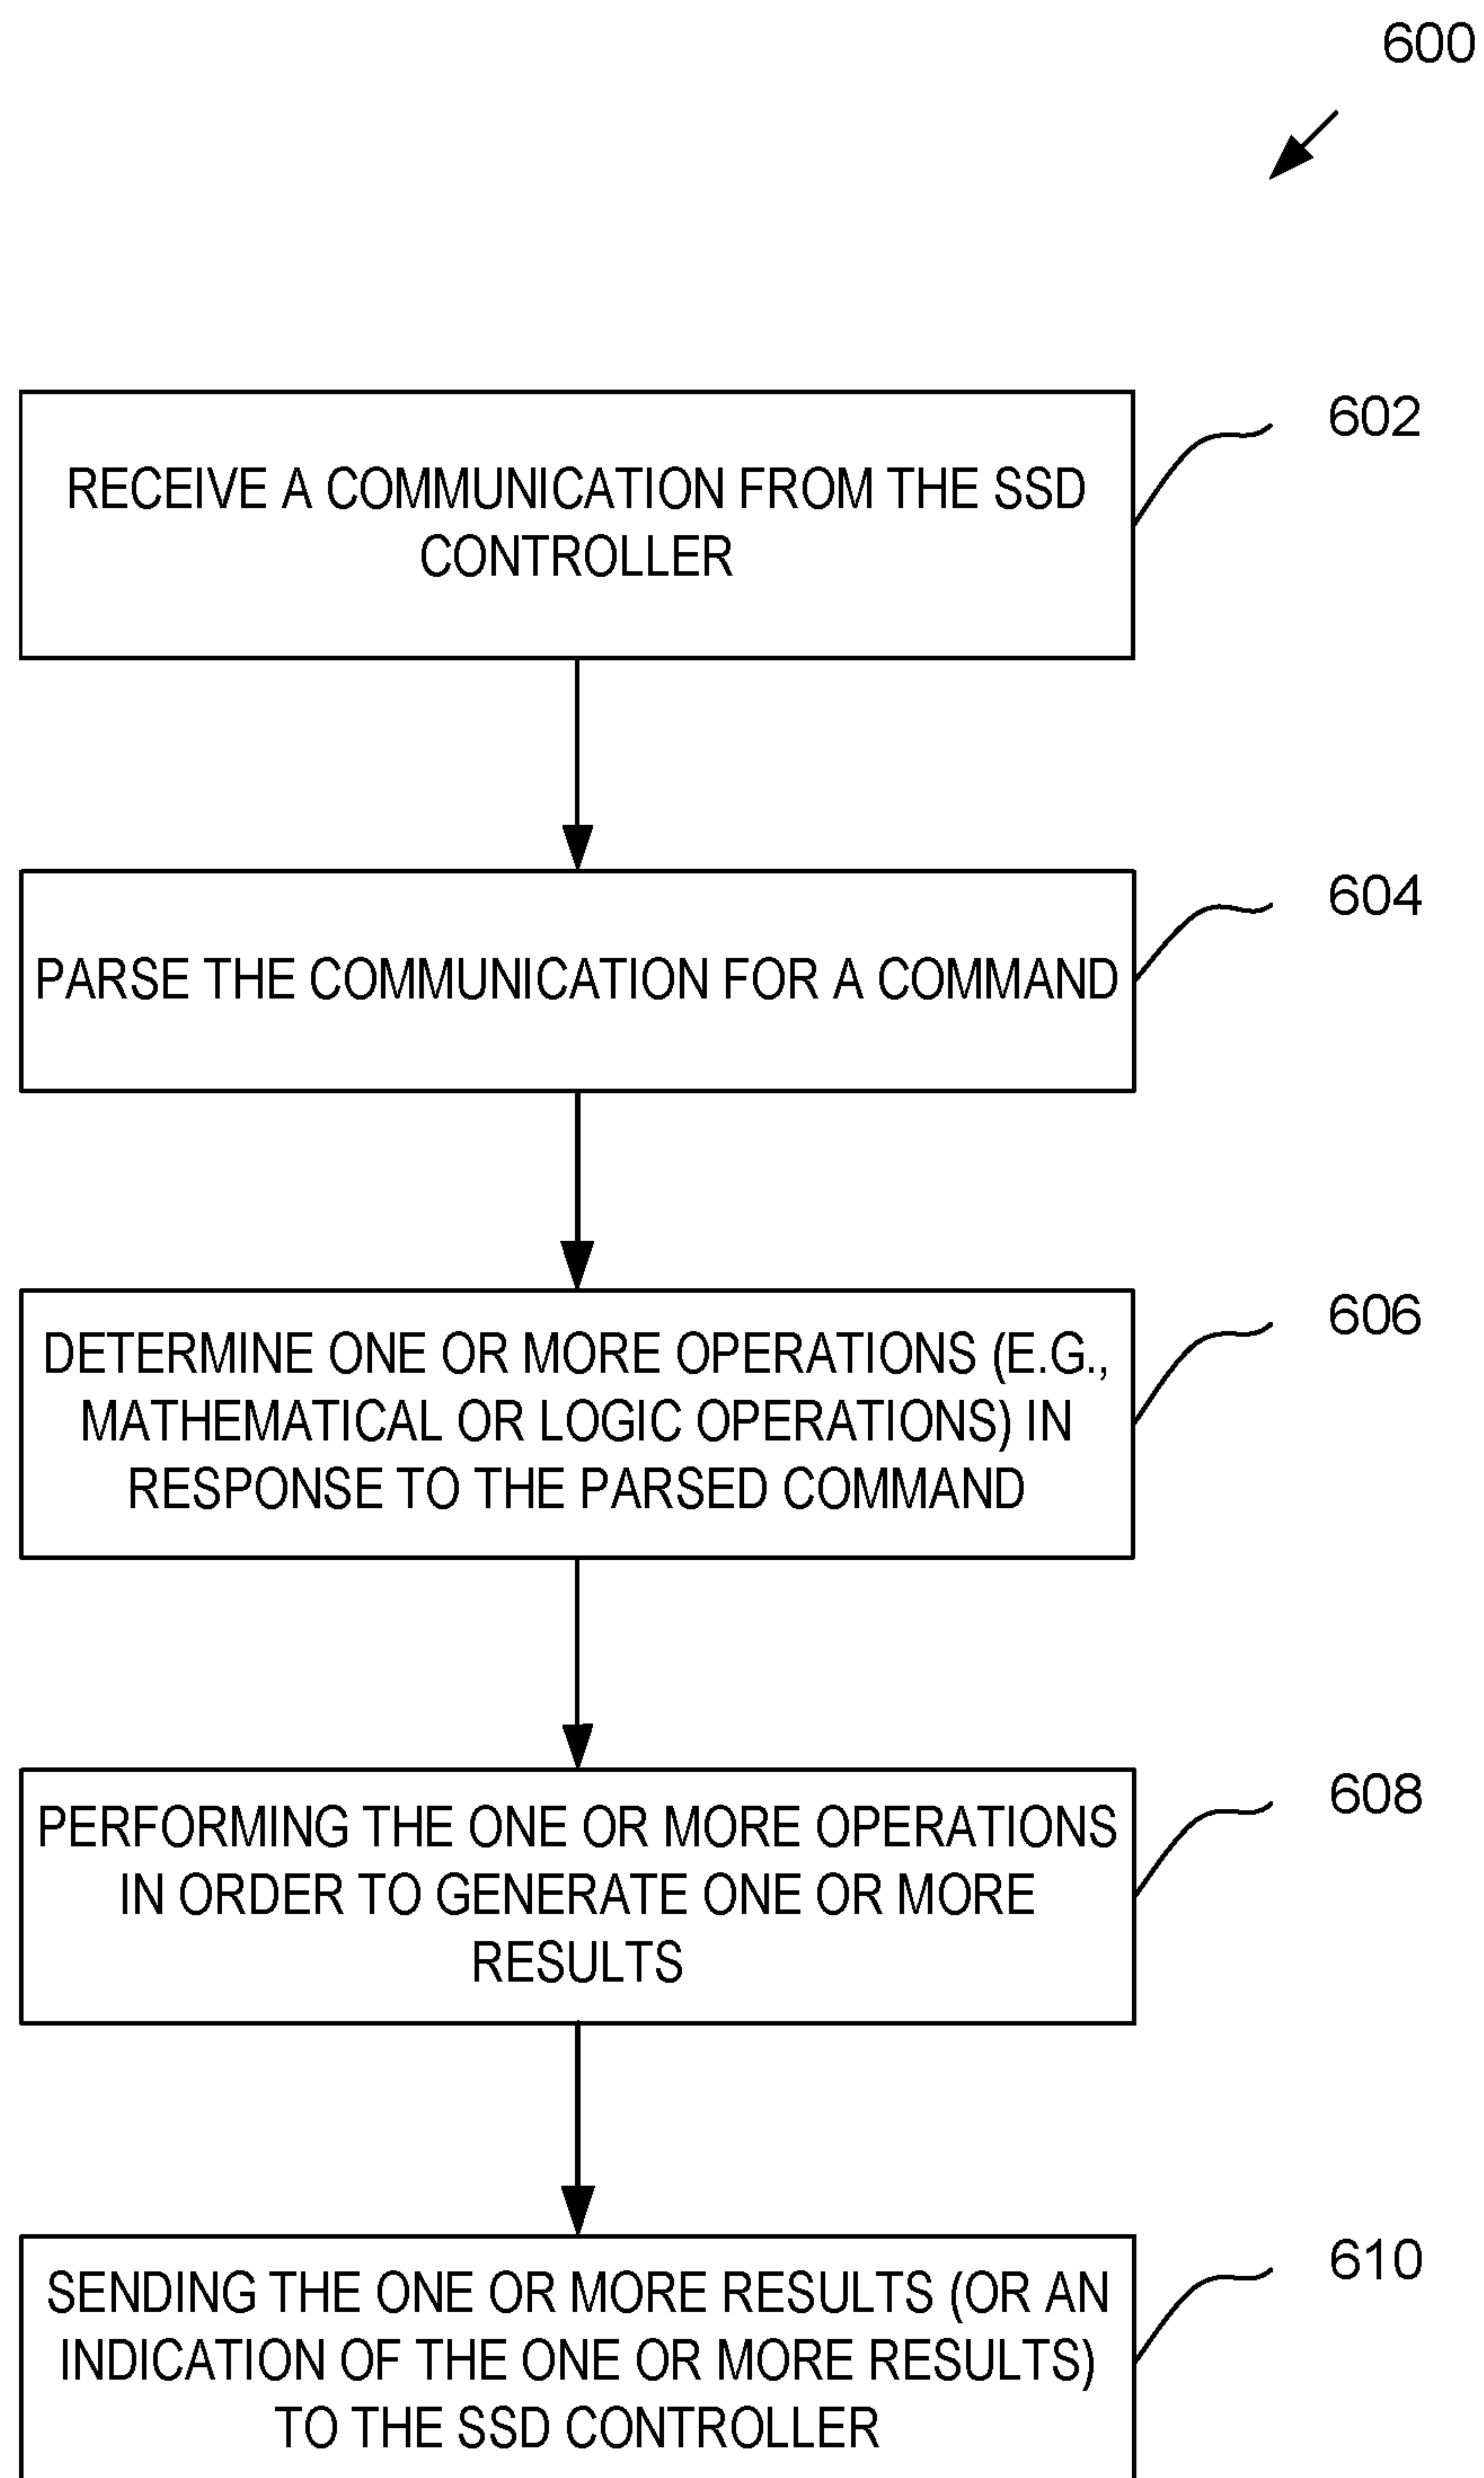 600
RECEIVE A COMMUNICATION FROM THE SSD
CONTROLLER
602
PARSE THE COMMUNICATION FOR A COMMAND
604
DETERMINE ONE OR MORE OPERATIONS (E.G.,
MATHEMATICAL OR LOGIC OPERATIONS) IN
RESPONSE TO THE PARSED COMMAND
606
PERFORMING THE ONE OR MORE OPERATIONS
IN ORDER TO GENERATE ONE OR MORE
RESULTS
608
SENDING THE ONE OR MORE RESULTS (OR AN
INDICATION OF THE ONE OR MORE RESULTS)
TO THE SSD CONTROLLER
610